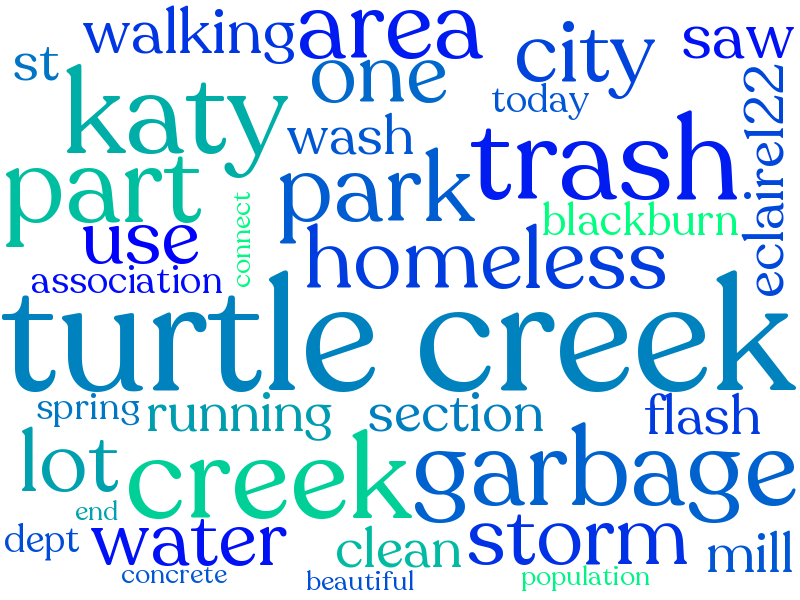 walking
area
city
saw
st
one
today
eclairel22
katy
wash
trash
part
park
blackburn
connect
use
homeless
association
turtle creek
spring
running
section
flash
lot
creek
garbage
end
dept
water
clean
storm
mill
concrete
beautiful
population